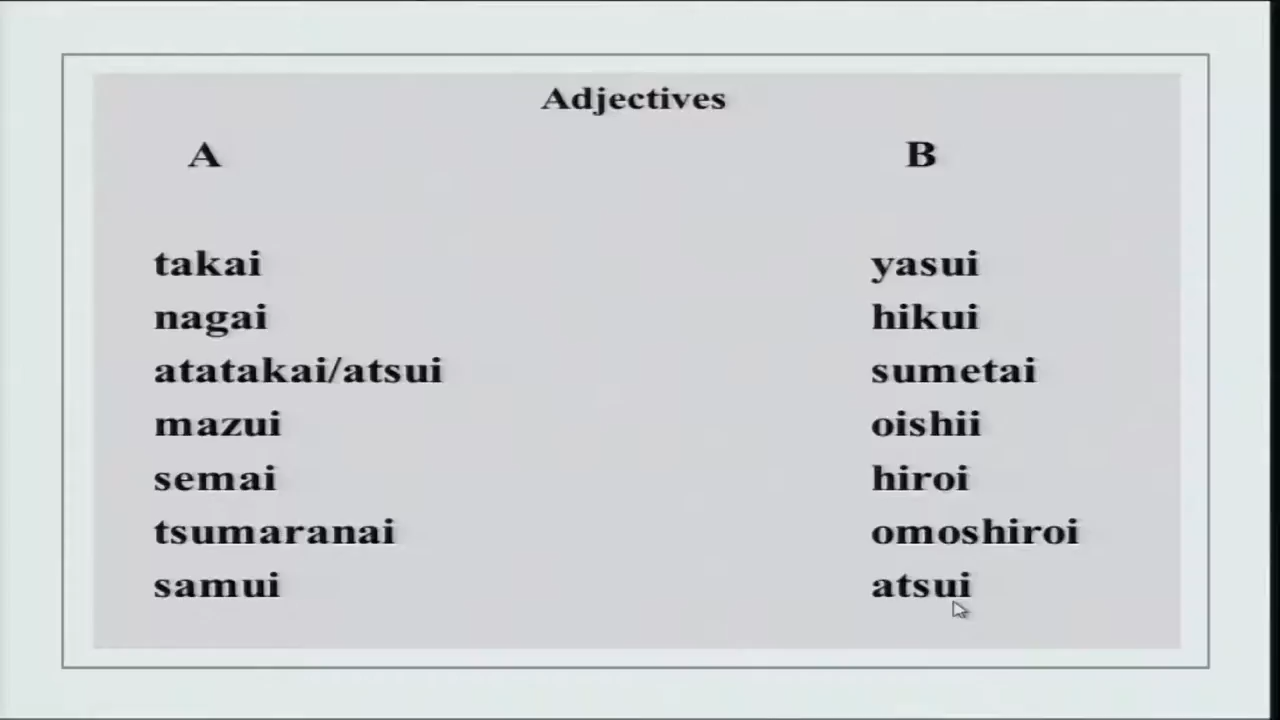 Adjectives
A B
takai yasui
nagai hikui
atatakai/atsui sumetai
mazui oishii
semai hiroi
tsumaranai omoshiroi
samui atsui